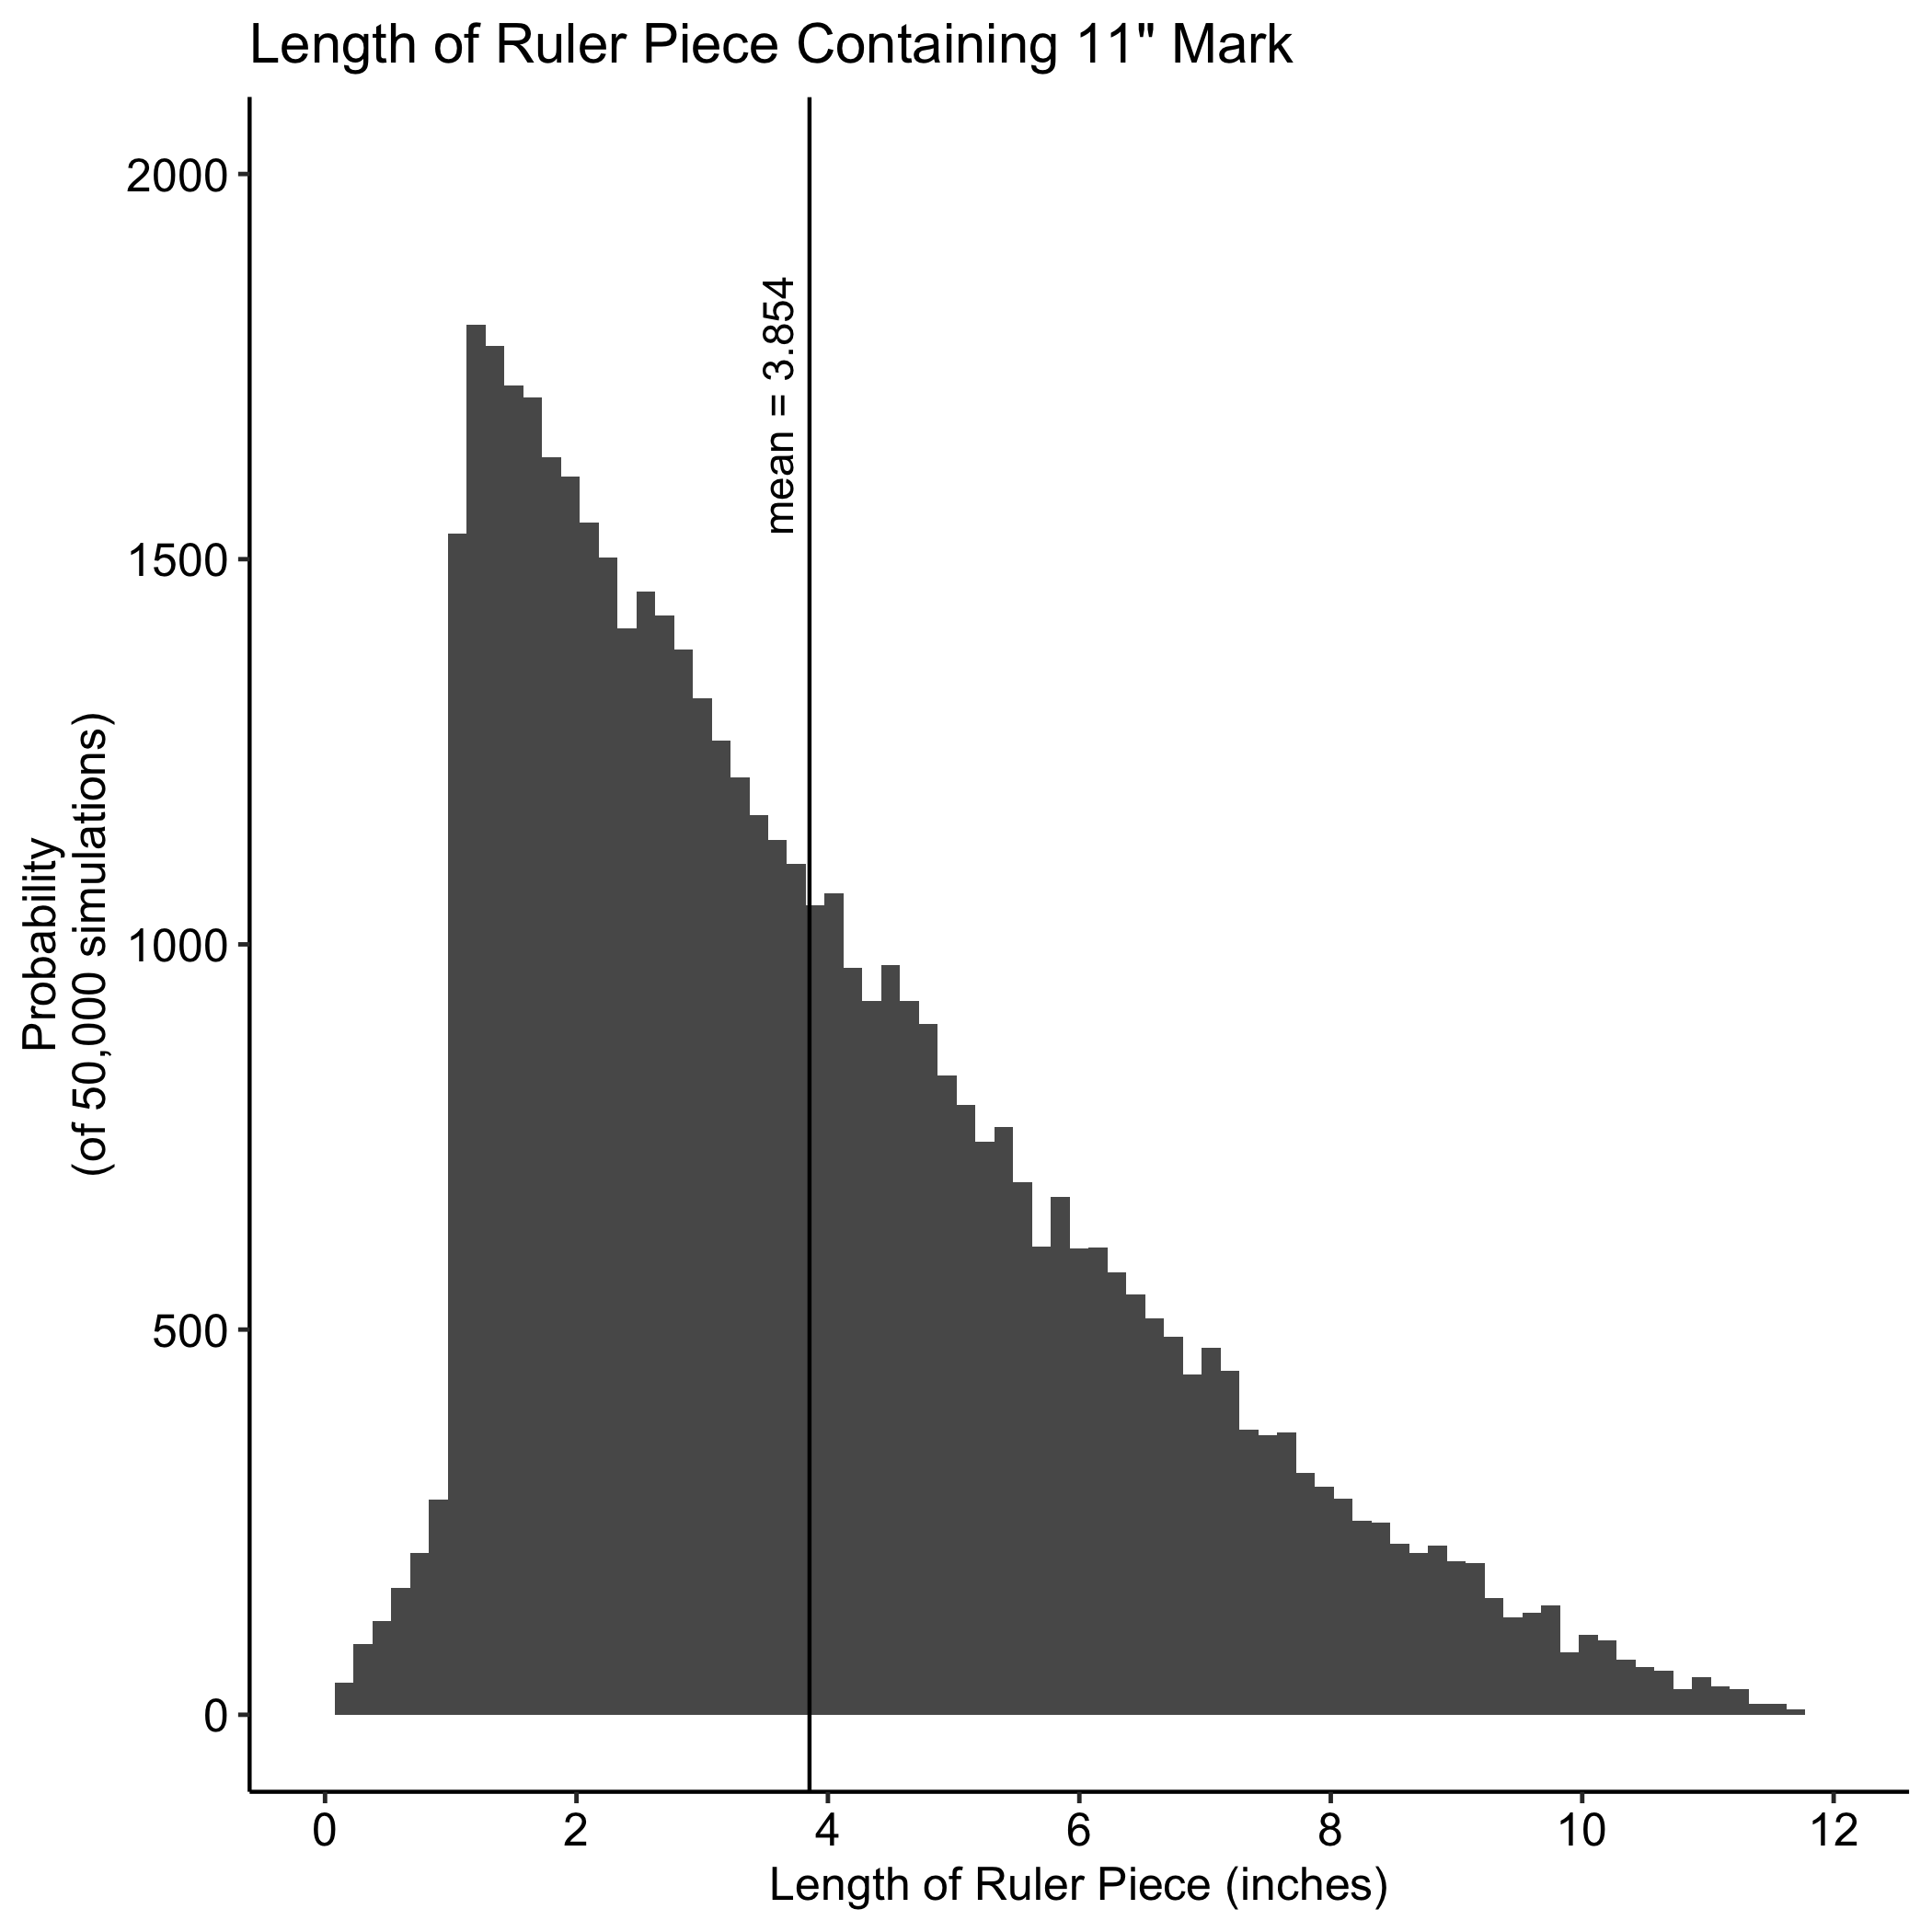 Length of Ruler Piece Containing 11" Mark
2000
1500
1000
500
0
Probability
(of 50,000 simulations)
mean = 3.854
0 2 4 6 8 10 12
Length of Ruler Piece (inches)